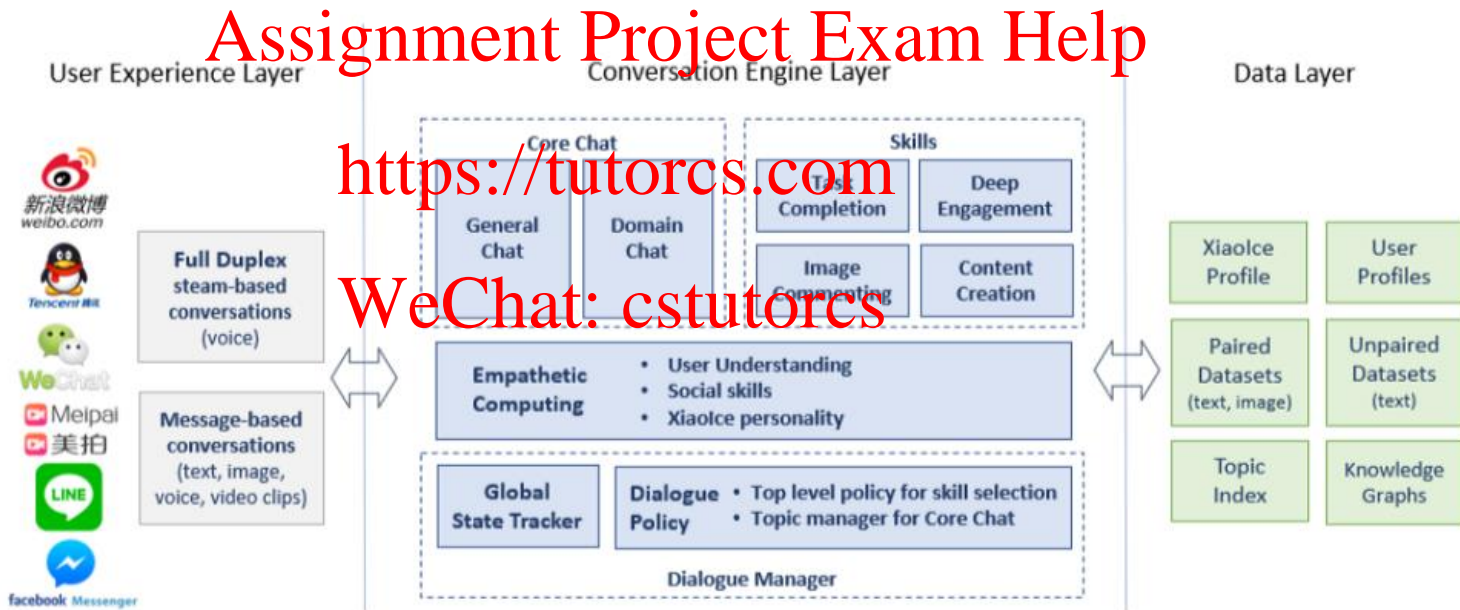 Assignment Project Exam Help
User Experience Layer
Conversation Engine Layer
Data Layer
https://tutorcs.com
WeChat: cstutorcs
新浪微博
weibo.com
Tencent 腾讯
WeChat
Meipai
美拍
LINE
facebook Messenger
Full Duplex
steam-based
conversations
(voice)
Message-based
conversations
(text, image,
voice, video clips)
Core Chat
General
Chat
Domain
Chat
Skills
Task
Completion
Deep
Engagement
Image
Commenting
Content
Creation
Empathetic
Computing
• User Understanding
• Social skills
• XiaoIce personality
Global
State Tracker
Dialogue
Policy
• Top level policy for skill selection
• Topic manager for Core Chat
Dialogue Manager
XiaoIce
Profile
User
Profiles
Paired
Datasets
(text, image)
Unpaired
Datasets
(text)
Topic
Index
Knowledge
Graphs